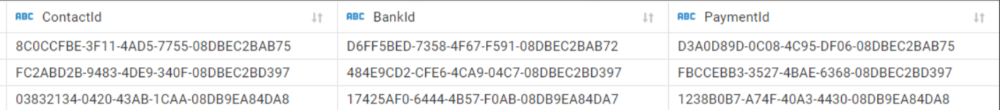 ABC ContactId ABC BankId ABC PaymentId
8C0CCFBE-3F11-4AD5-7755-08DBEC2BAB75 D6FF5BED-7358-4F67-F591-08DBEC2BAB72 D3A0D89D-0C08-4C95-DF06-08DBEC2BAB75
FC2ABD2B-9483-4DE9-340F-08DBEC2BD397 484E9CD2-CFE6-4CA9-04C7-08DBEC2BD397 FBCCEBB3-3527-4BAE-6368-08DBEC2BD397
03832134-0420-43AB-1CAA-08DB9EA84DA8 17425AF0-6444-4B57-F0AB-08DB9EA84DA7 1238B0B7-A74F-40A3-4430-08DB9EA84DA8